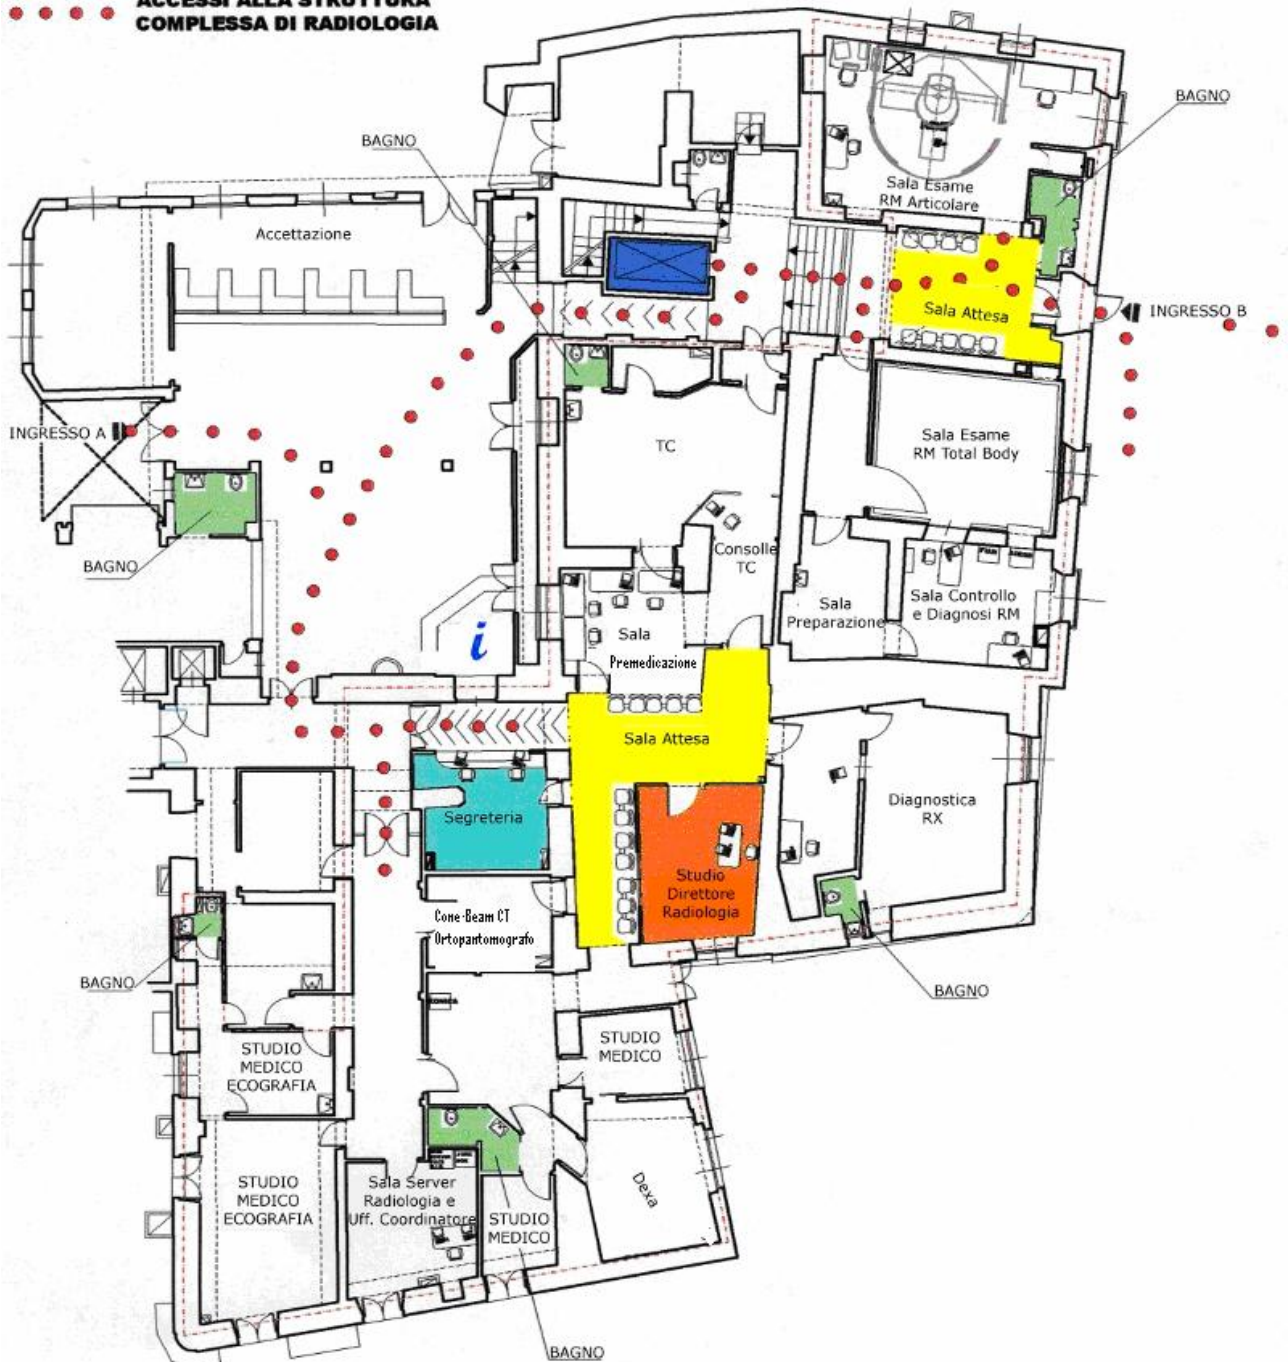 ACCESSI ALLA STRUTTURA
COMPLESSA DI RADIOLOGIA
BAGNO
BAGNO
Sala Esame
RM Articolare
Accettazione
Sala Attesa
INGRESSO B
INGRESSO A
TC
Sala Esame
RM Total Body
BAGNO
Consolle
TC
Sala
Preparazione
Sala Controllo
e Diagnosi RM
i
Sala
Premedicazione
Sala Attesa
Segreteria
Diagnostica
RX
Studio
Direttore
Radiologia
Cone-Beam CT
Ortopantomografo
BAGNO
BAGNO
STUDIO
MEDICO
ECOGRAFIA
STUDIO
MEDICO
STUDIO
MEDICO
ECOGRAFIA
Sala Server
Radiologia e
Uff. Coordinatore
STUDIO
MEDICO
Dexa
BAGNO